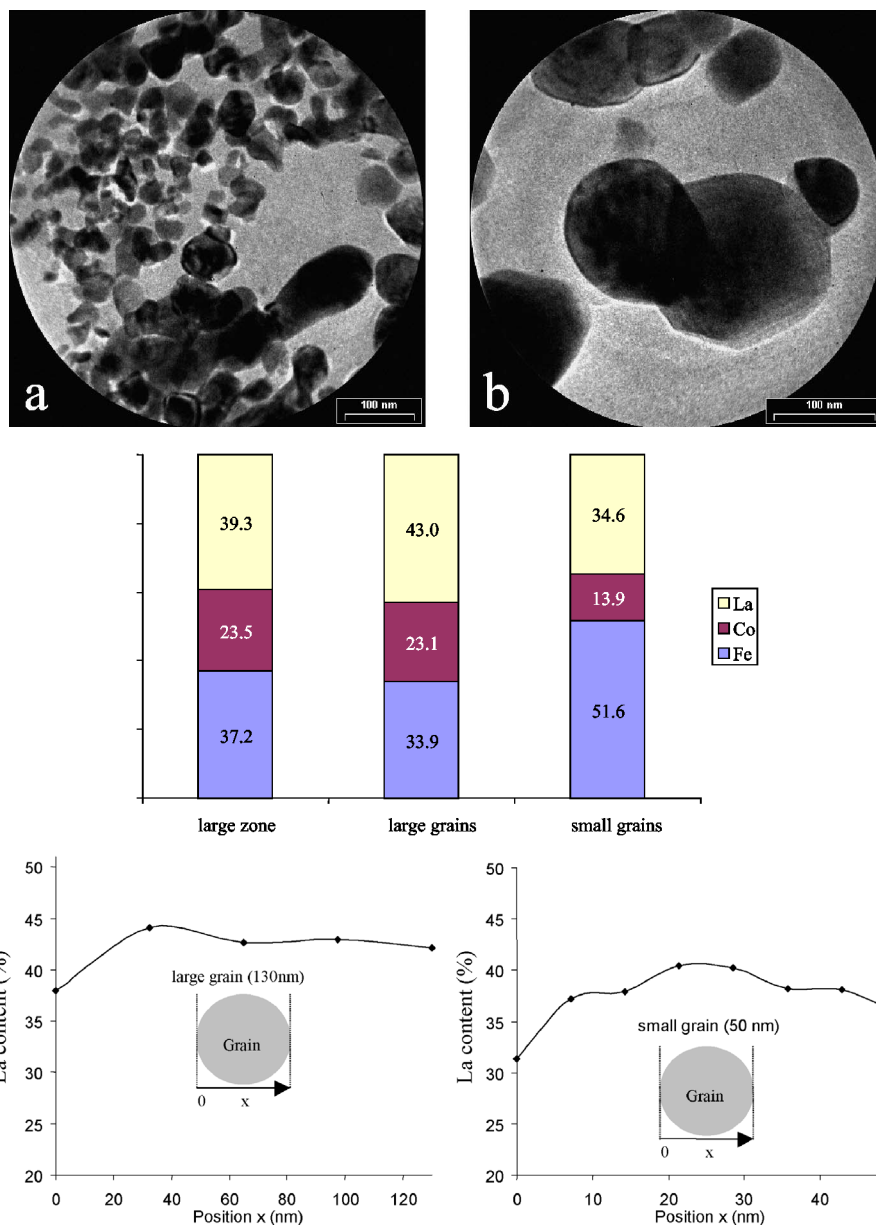 a
100 nm
b
100 nm
39.3
43.0
34.6
23.5
23.1
13.9
37.2
33.9
51.6
La
Co
Fe
large zone
large grains
small grains
La content (%)
50
45
40
35
30
25
20
large grain (130nm)
Grain
0 x
0 20 40 60 80 100 120
Position x (nm)
La content (%)
50
45
40
35
30
25
20
small grain (50 nm)
Grain
0 x
0 10 20 30 40
Position x (nm)